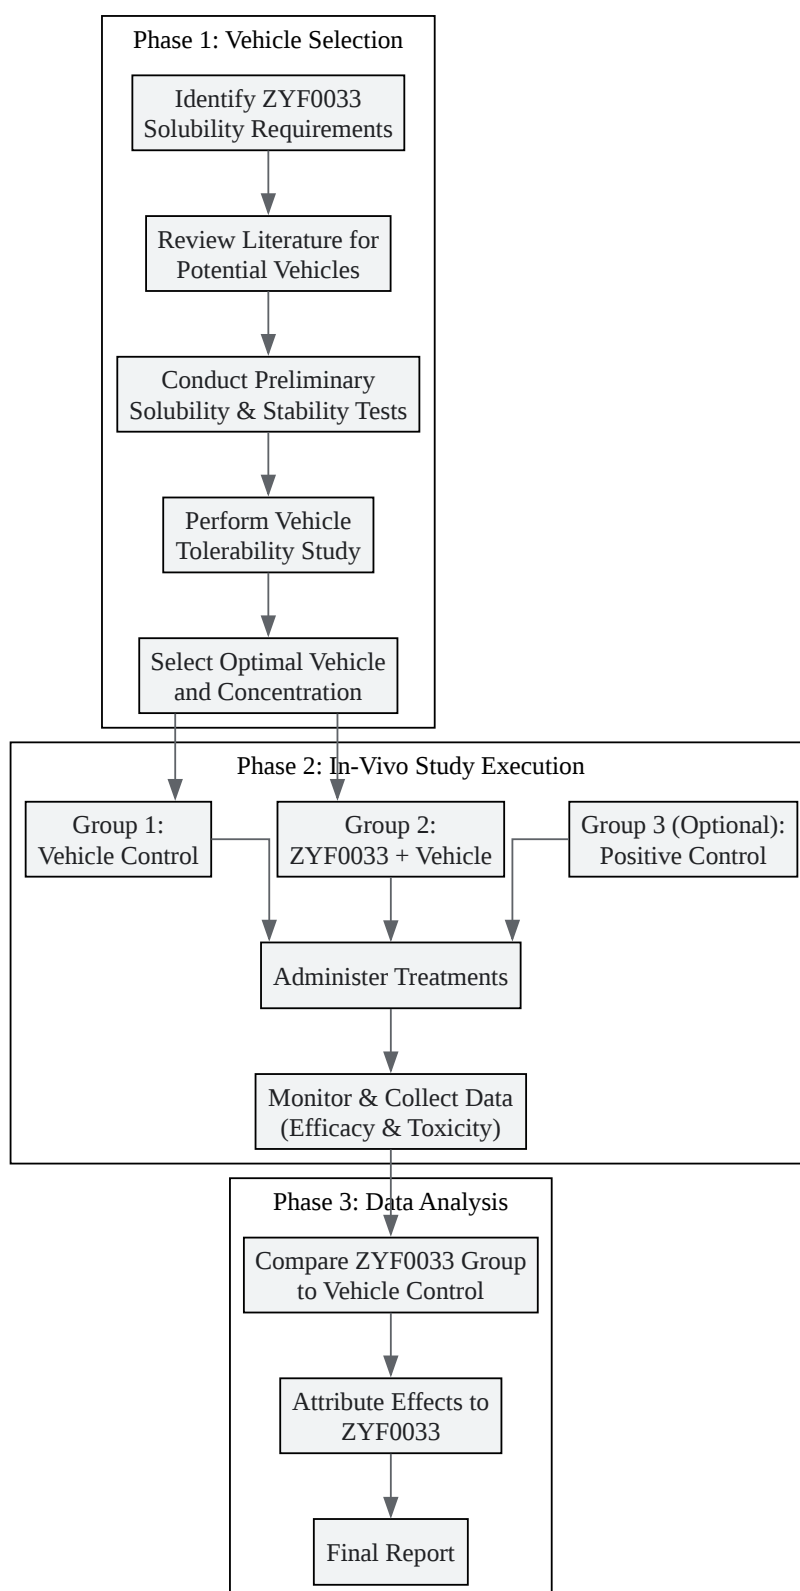 Phase 1: Vehicle Selection
Identify ZYF0033
Solubility Requirements
Review Literature for
Potential Vehicles
Conduct Preliminary
Solubility & Stability Tests
Perform Vehicle
Tolerability Study
Select Optimal Vehicle
and Concentration
Phase 2: In-Vivo Study Execution
Group 1:
Vehicle Control
Group 2:
ZYF0033 + Vehicle
Group 3 (Optional):
Positive Control
Administer Treatments
Monitor & Collect Data
(Efficacy & Toxicity)
Phase 3: Data Analysis
Compare ZYF0033 Group
to Vehicle Control
Attribute Effects to
ZYF0033
Final Report